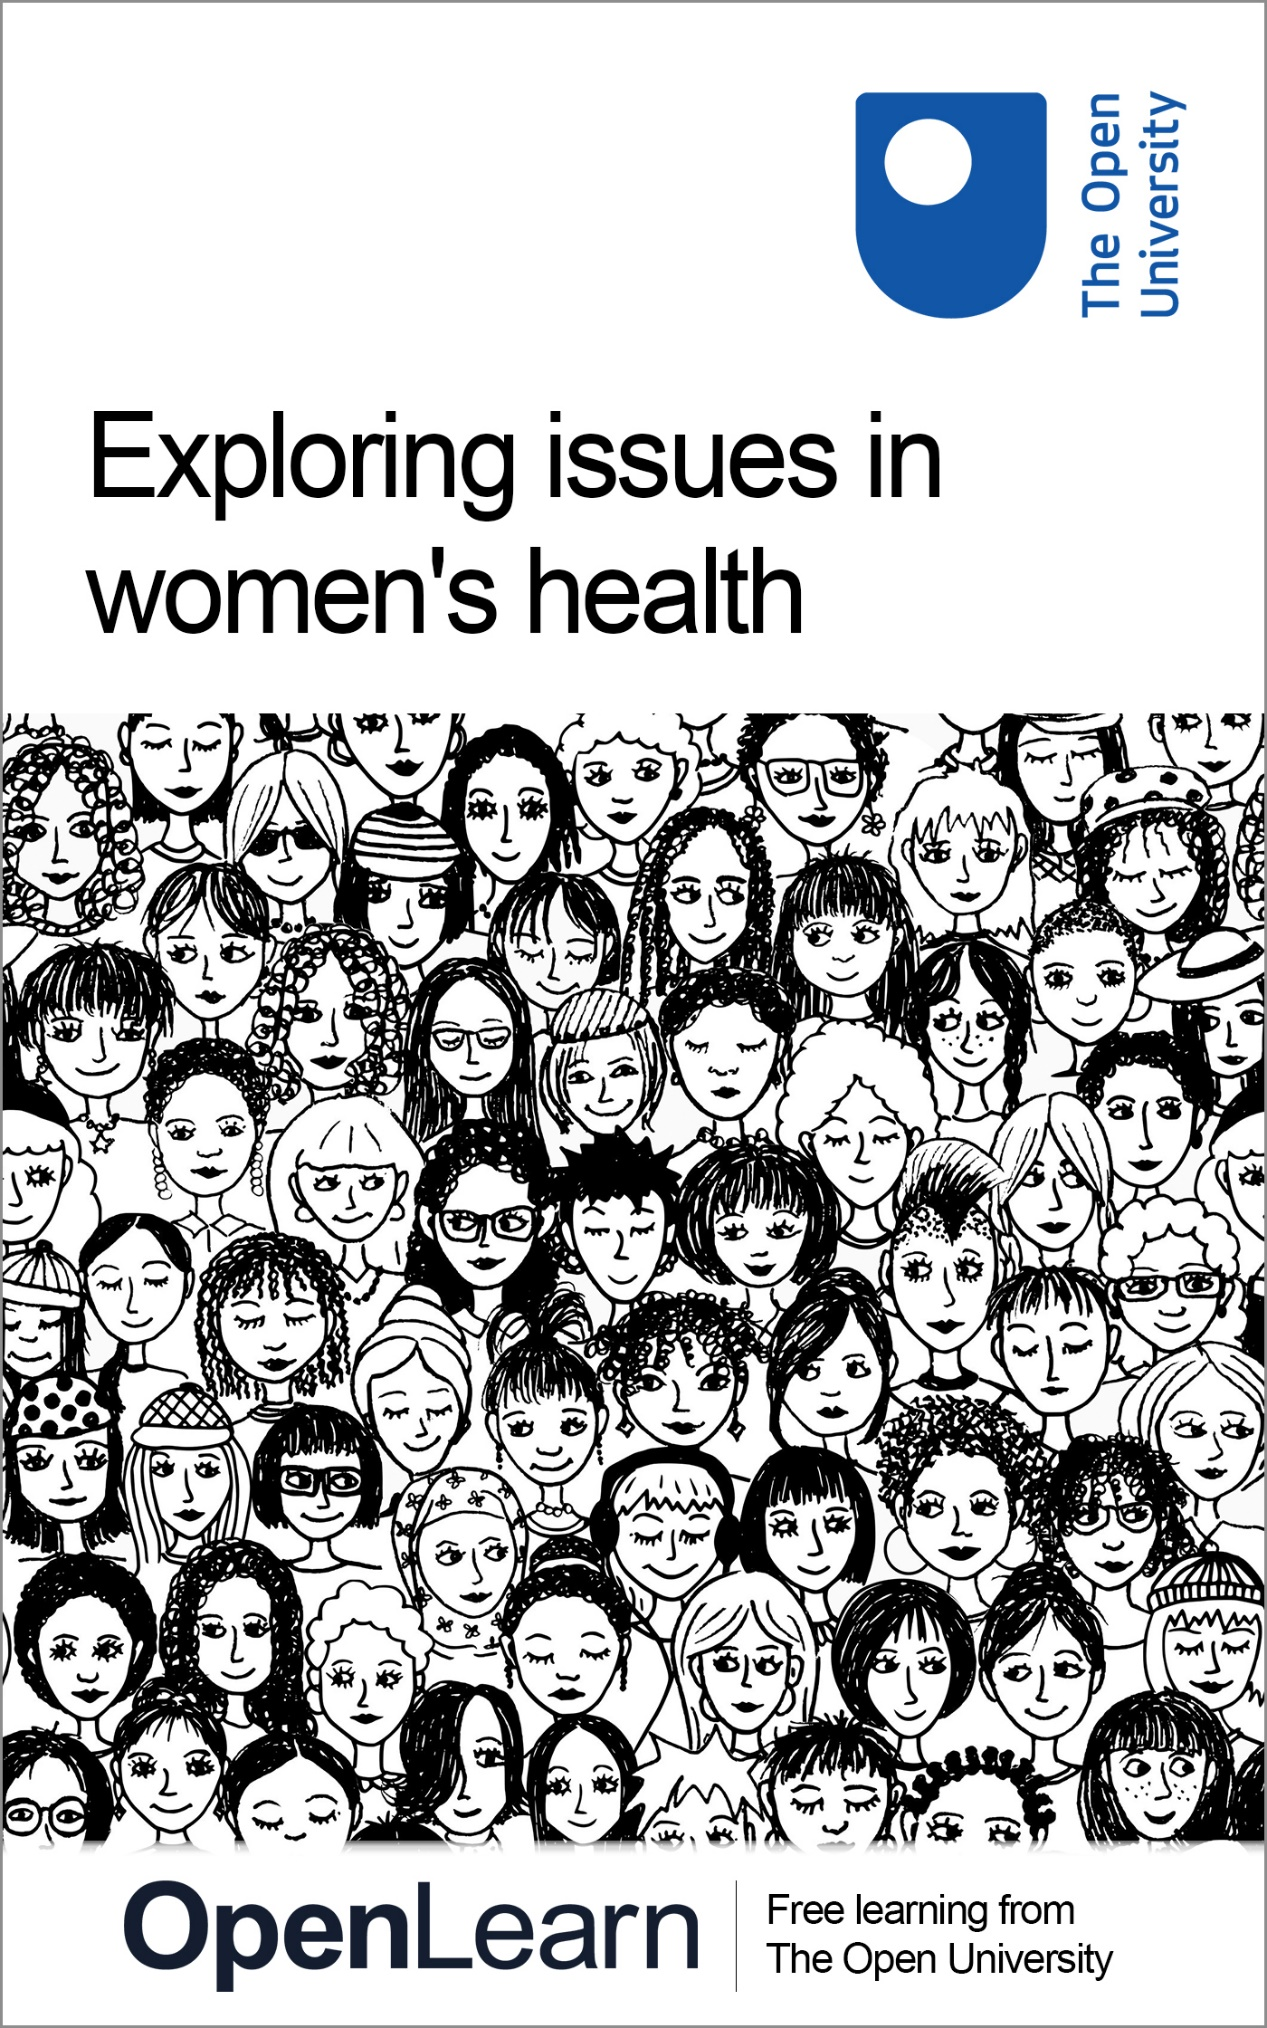 The Open
University
Exploring issues in
women's health
OpenLearn
Free learning from
The Open University